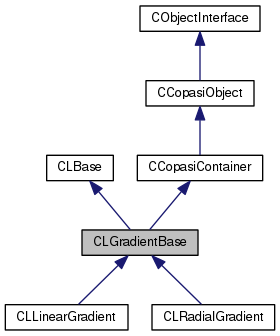 CObjectInterface
CCopasiObject
CLBase
CCopasiContainer
CLGradientBase
CLLinearGradient
CLRadialGradient